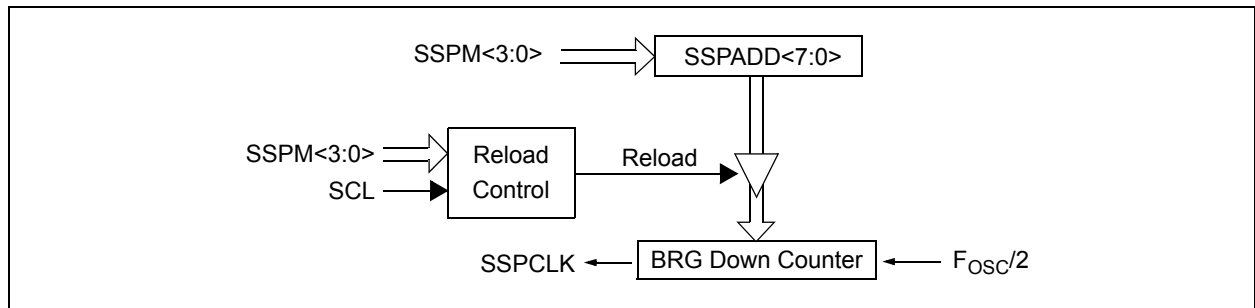 SSPM<3:0>
SSPADD<7:0>
SSPM<3:0>
SCL
Reload
Control
Reload
SSPCLK
BRG Down Counter
FOSC/2